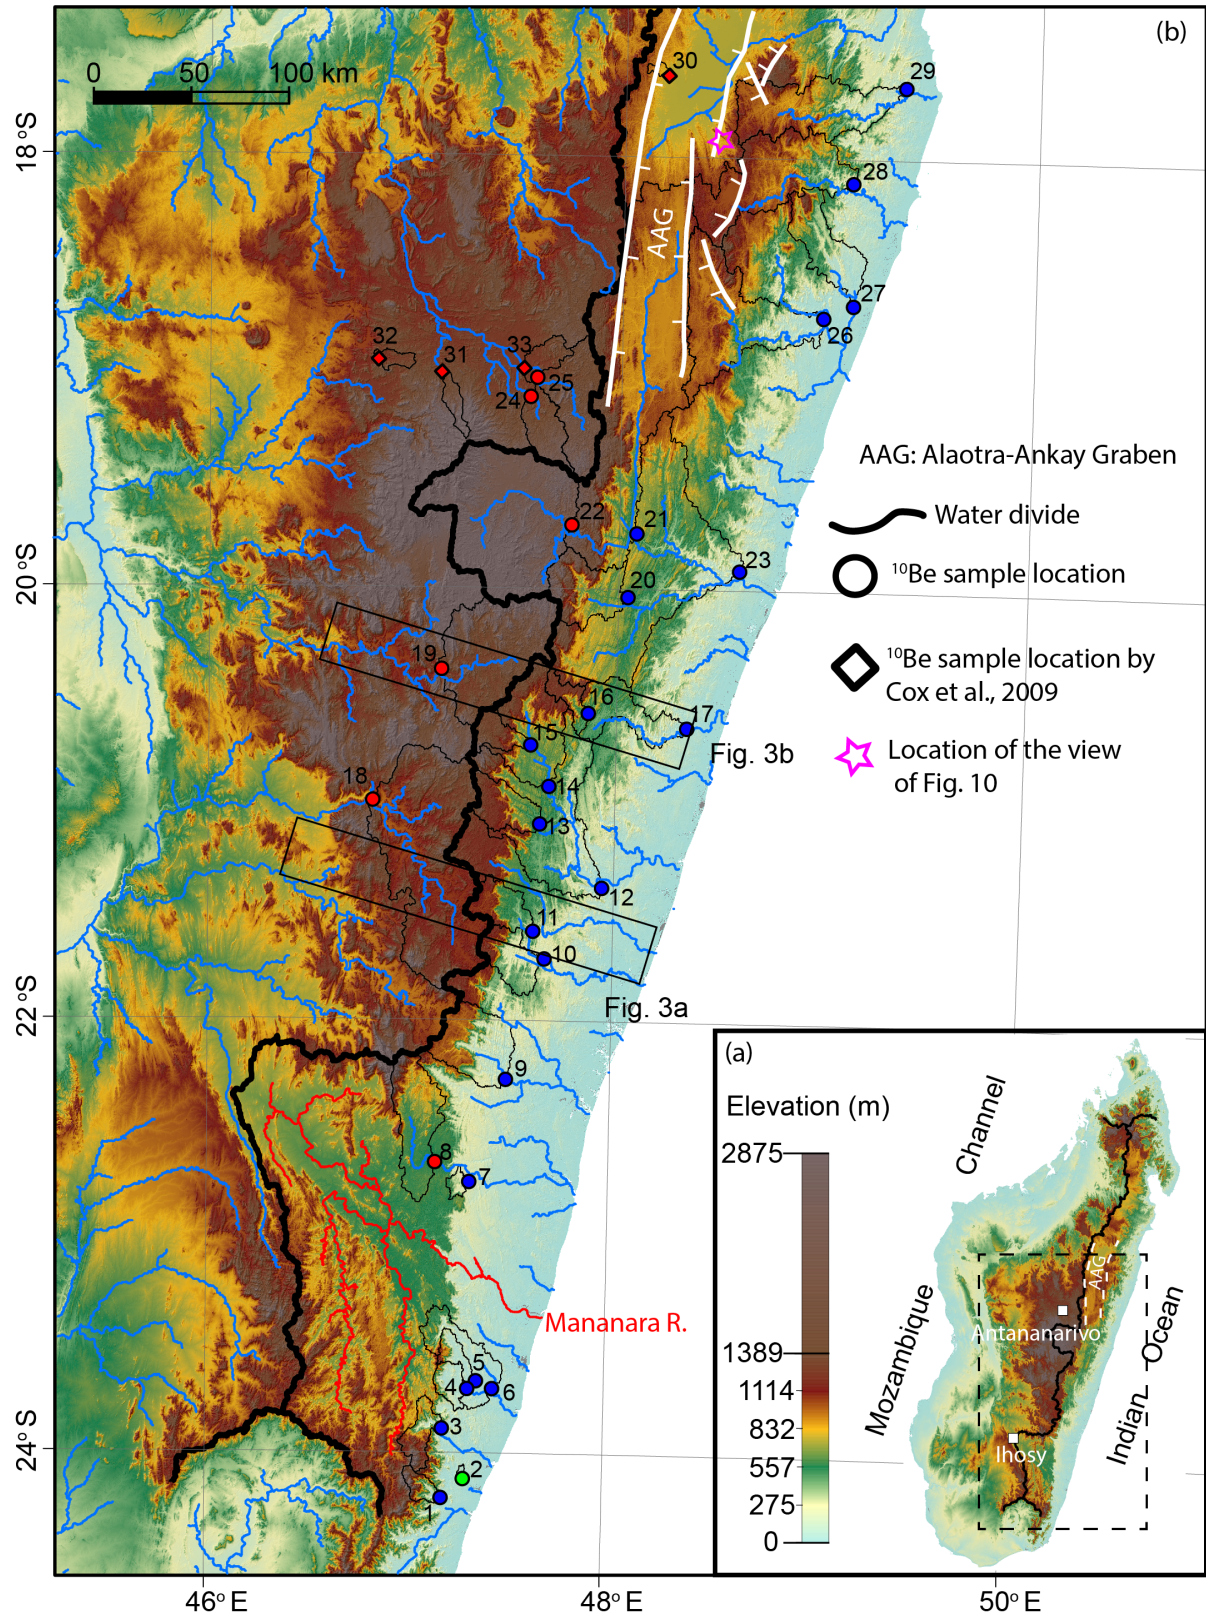 (b)
0 50 100 km
30
29
18 °S
28
AAG
27
26
32
33
31
25
24
AAG: Alaotra-Ankay Graben
Water divide
22
21
23
¹⁰Be sample location
20 °S
20
19
¹⁰Be sample location by
Cox et al., 2009
16
17
15
Fig. 3b
Location of the view
of Fig. 10
18
14
13
12
11
10
Fig. 3a
22 °S
9
8
7
Mananara R.
5
4
6
3
24 °S
2
1
46° E
48° E
50° E
(a)
Elevation (m)
2875
1389
1114
832
557
275
0
Mozambique
Channel
Indian
Ocean
AAG
Antananarivo
Ihosy